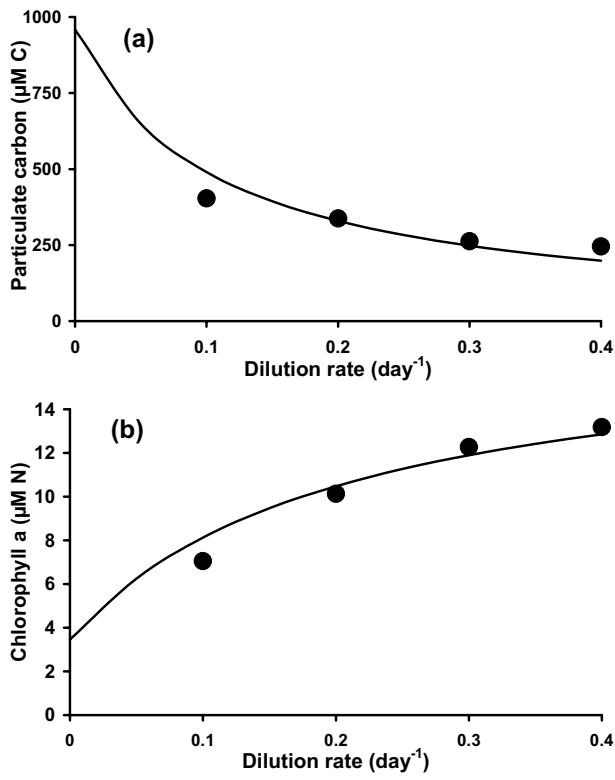 (a)
Particulate carbon (µM C)
1000
750
500
250
0
0 0.1 0.2 0.3 0.4
Dilution rate (day⁻¹)
(b)
Chlorophyll a (µM N)
14
12
10
8
6
4
2
0
0 0.1 0.2 0.3 0.4
Dilution rate (day⁻¹)